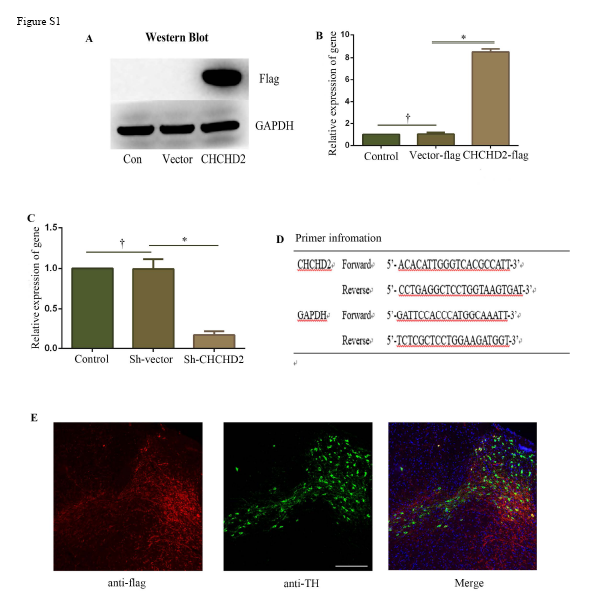 Figure S1
A
Western Blot
Flag
GAPDH
Con Vector CHCHD2
B
Relative expression of gene
10
8
6
4
2
0
†
*
Control Vector-flag CHCHD2-flag
C
Relative expression of gene
1.5
1.0
0.5
0.0
†
*
Control Sh-vector Sh-CHCHD2
D Primer infromation
CHCHD2 Forward 5’- ACACATTGGGTCACGCCATT-3’
Reverse 5’- CCTGAGGCTCCTGGTAAGTGAT-3’
GAPDH Forward 5’-GATTCCACCCATGGCAAATT-3’
Reverse 5’-TCTCGCTCCTGGAAGATGGT-3’
E
anti-flag anti-TH Merge